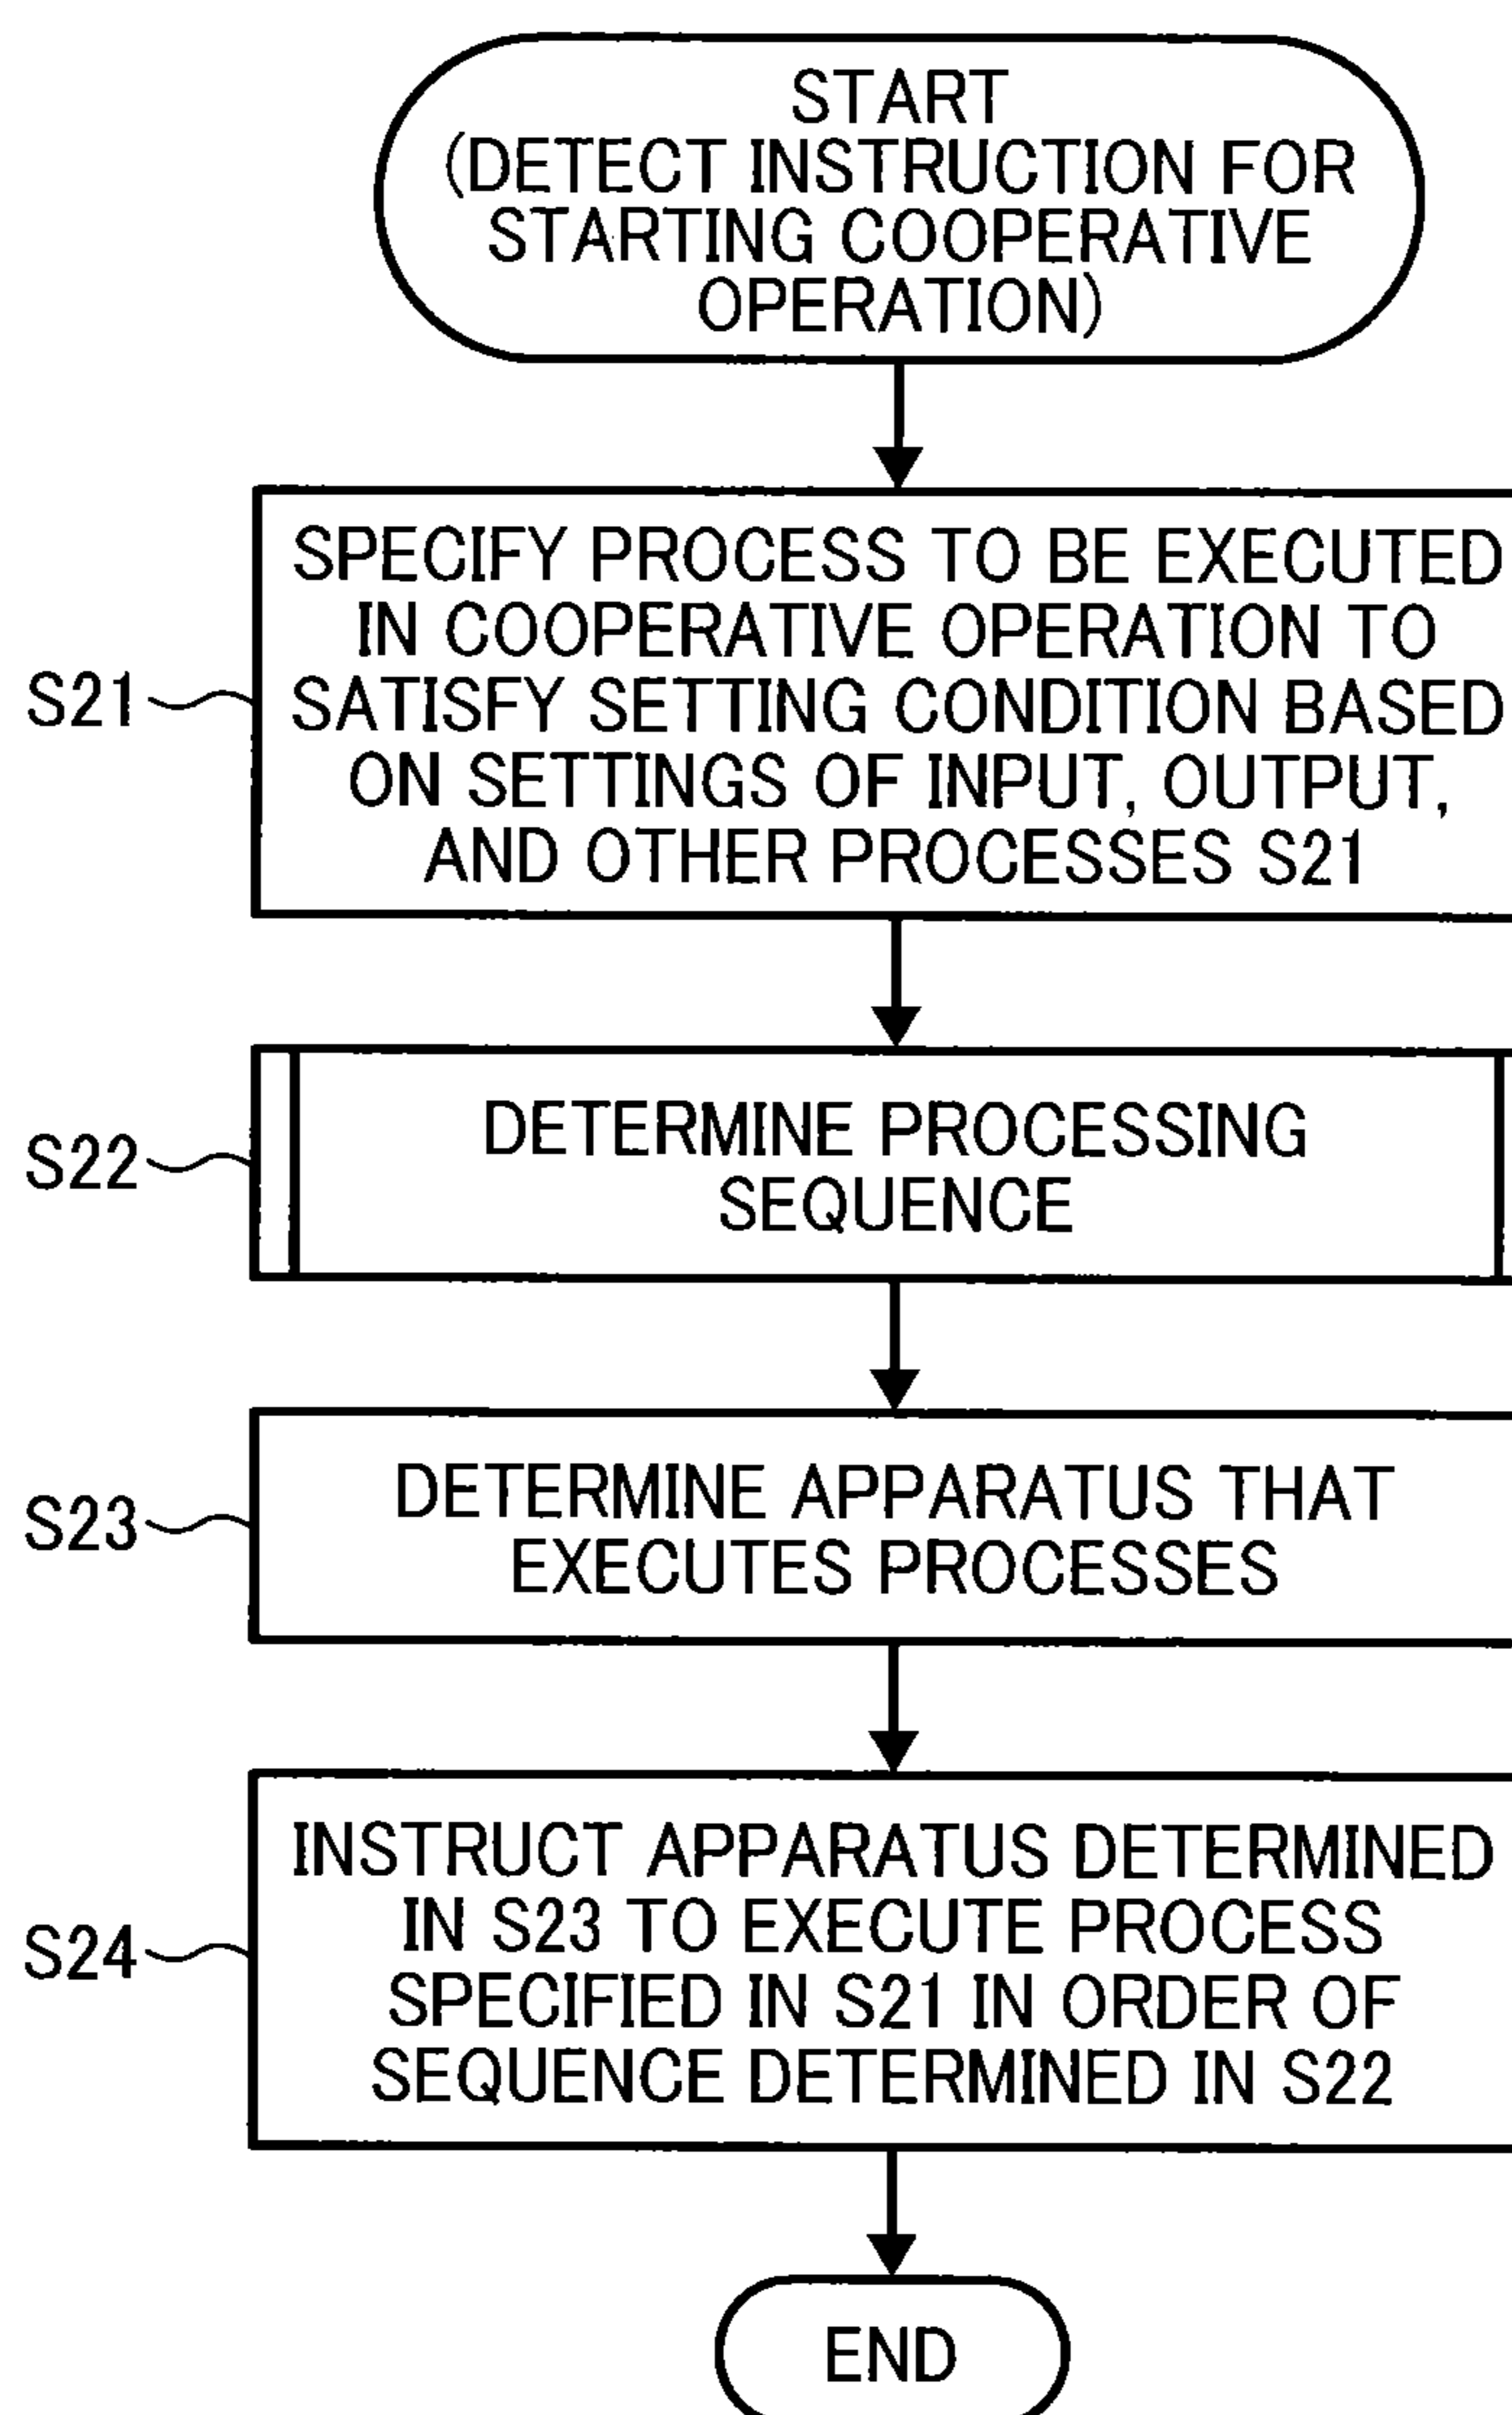 START
(DETECT INSTRUCTION FOR
STARTING COOPERATIVE
OPERATION)
SPECIFY PROCESS TO BE EXECUTED
IN COOPERATIVE OPERATION TO
S21
SATISFY SETTING CONDITION BASED
ON SETTINGS OF INPUT, OUTPUT,
AND OTHER PROCESSES S21
S22
DETERMINE PROCESSING
SEQUENCE
S23
DETERMINE APPARATUS THAT
EXECUTES PROCESSES
S24
INSTRUCT APPARATUS DETERMINED
IN S23 TO EXECUTE PROCESS
SPECIFIED IN S21 IN ORDER OF
SEQUENCE DETERMINED IN S22
END